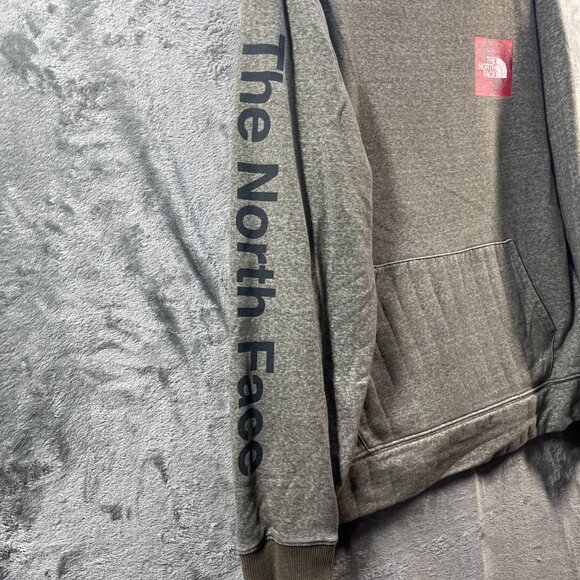 The North Face
THE
NORTH
FACE